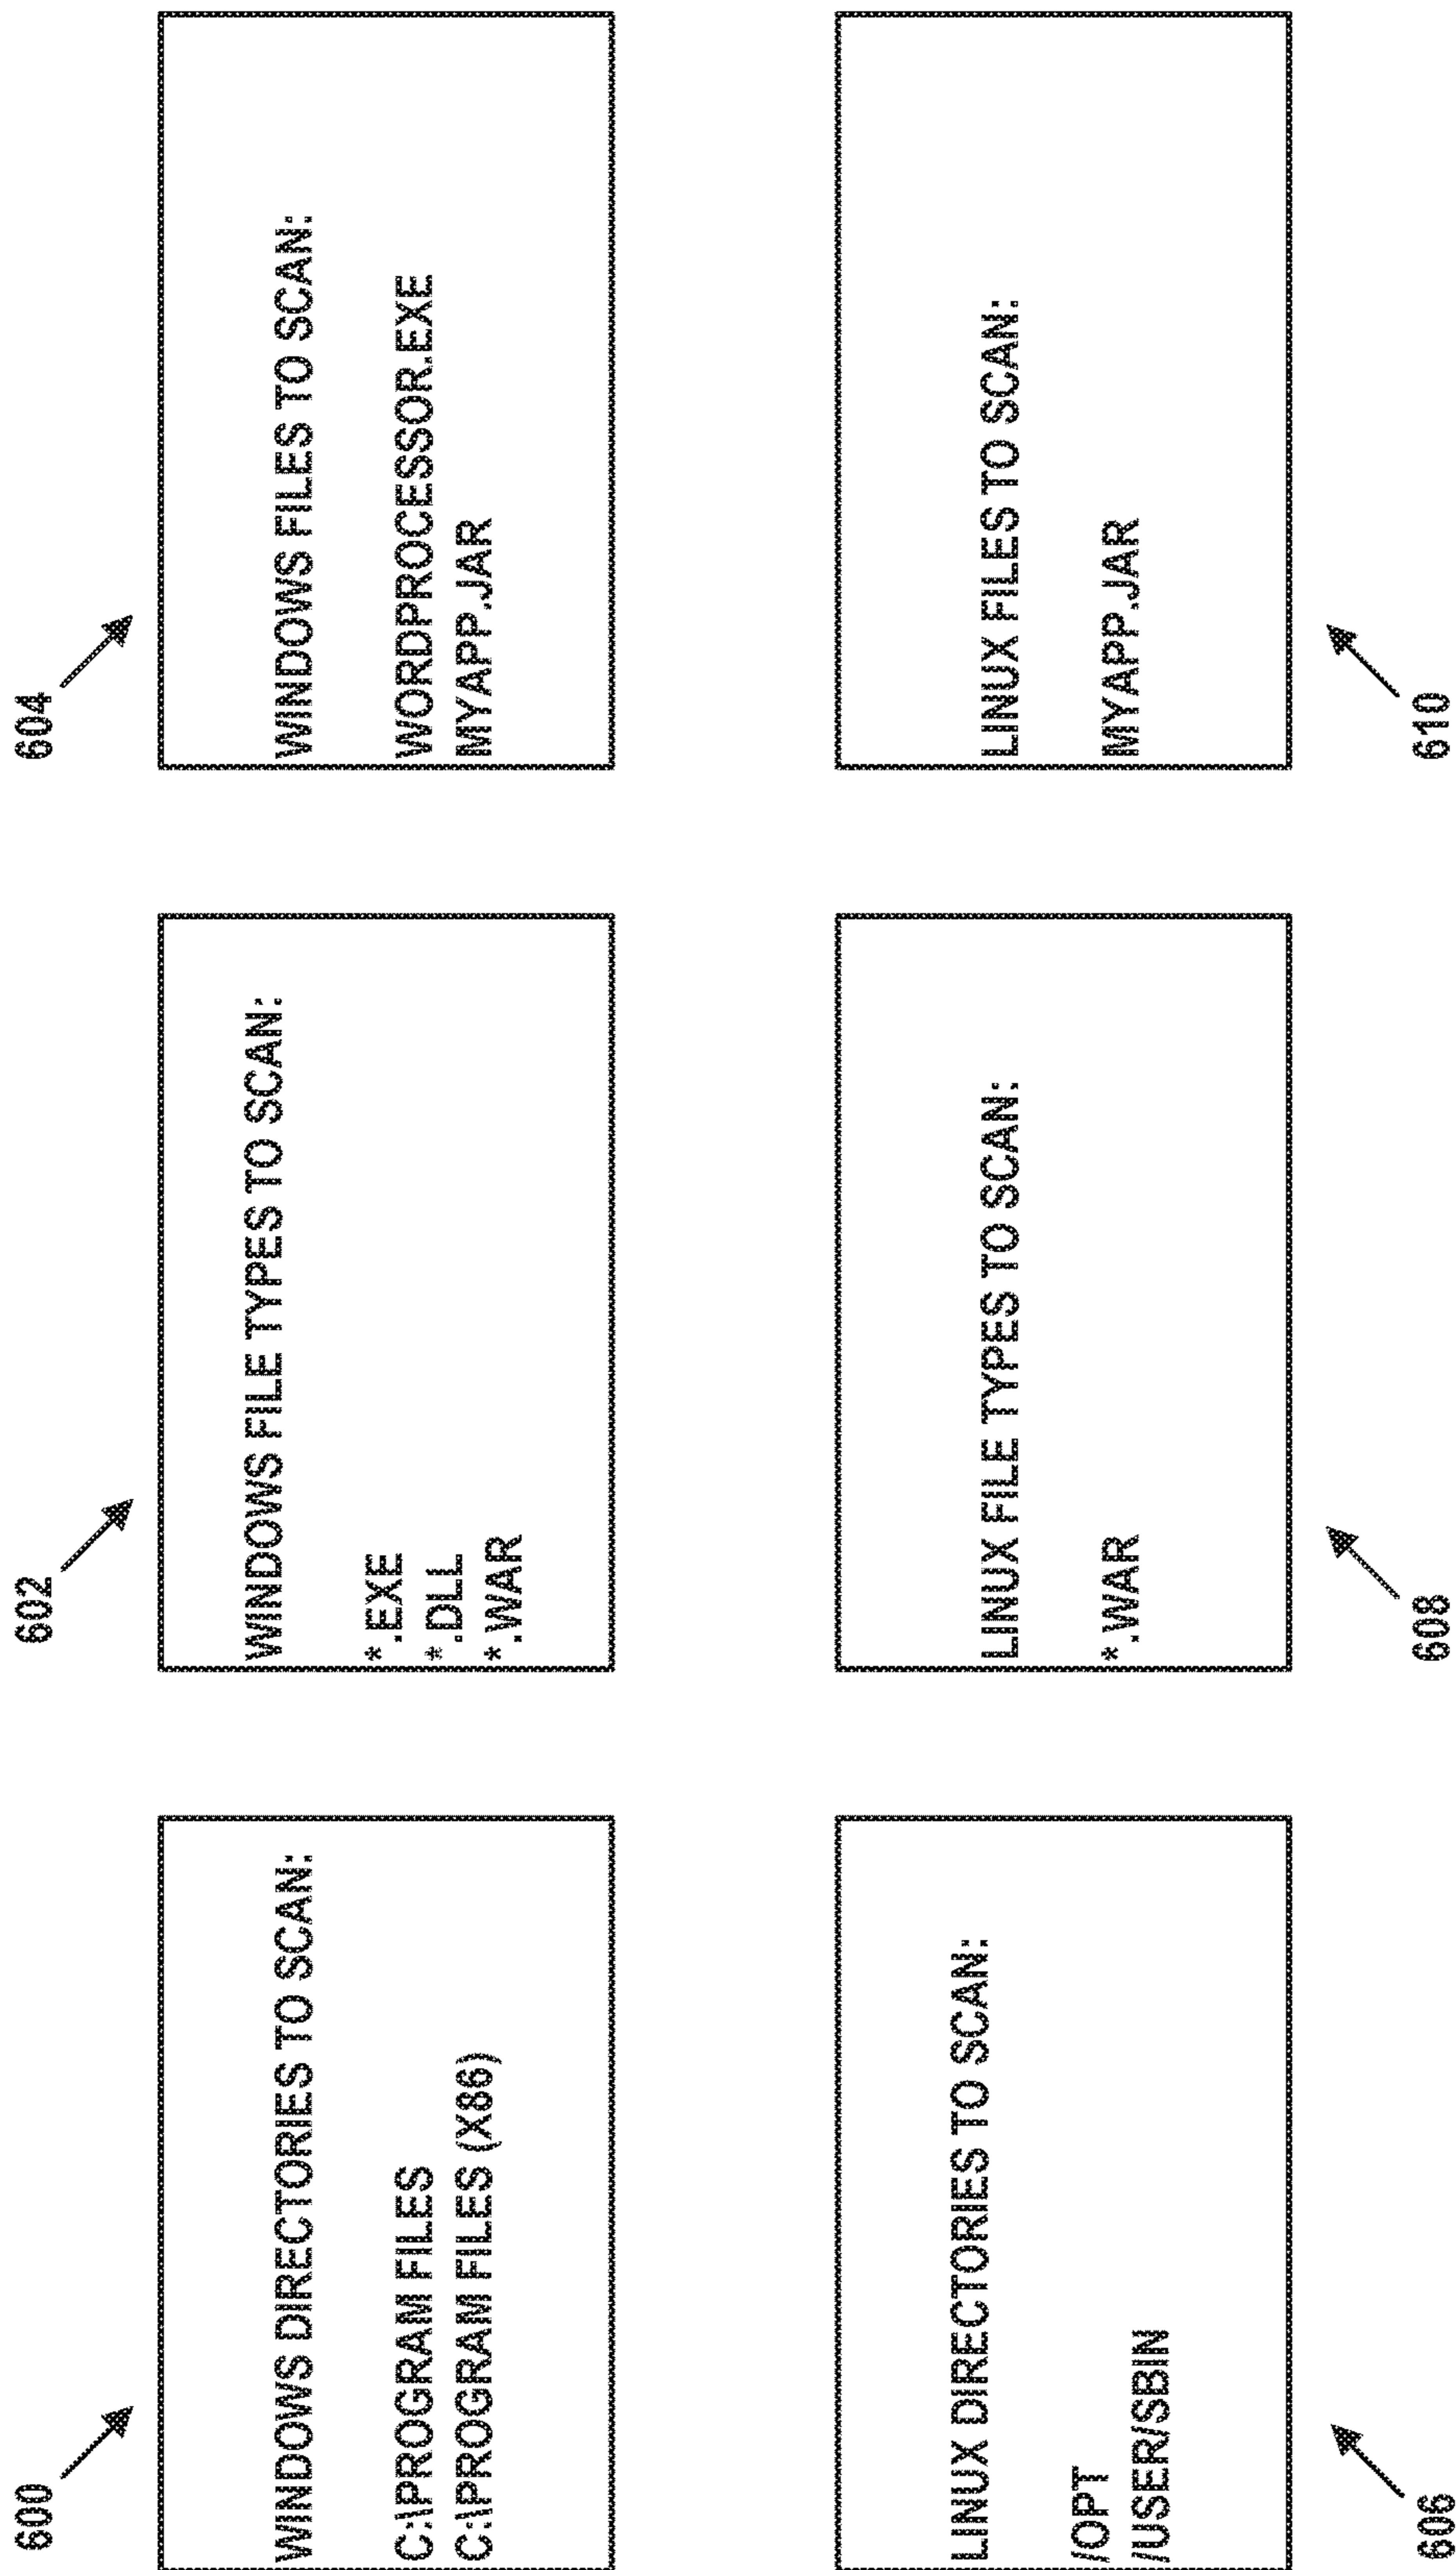 600
WINDOWS DIRECTORIES TO SCAN:
C:\PROGRAM FILES
C:\PROGRAM FILES (X86)
602
WINDOWS FILE TYPES TO SCAN:
*.EXE
*.DLL
*.WAR
604
WINDOWS FILES TO SCAN:
WORDPROCESSOR.EXE
MYAPP.JAR
LINUX DIRECTORIES TO SCAN:
/OPT
/USER/SBIN
606
LINUX FILE TYPES TO SCAN:
*.WAR
608
LINUX FILES TO SCAN:
MYAPP.JAR
610